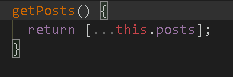 getPosts() {
return [...this.posts];
}